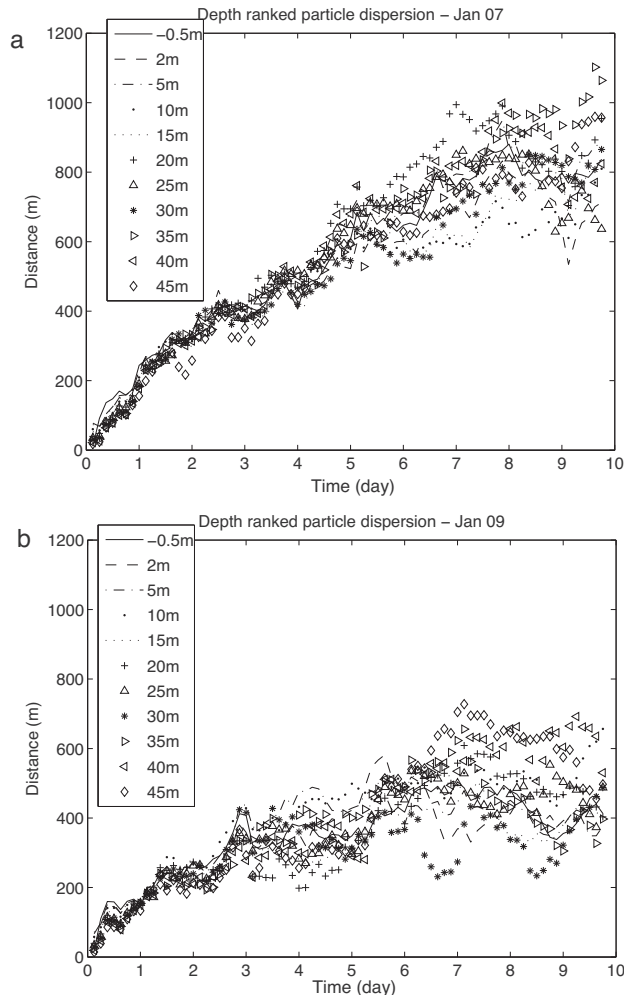 a
Depth ranked particle dispersion – Jan 07
1200
1000
800
600
400
200
0
Distance (m)
−0.5m
2m
5m
10m
15m
20m
25m
30m
35m
40m
45m
0 1 2 3 4 5 6 7 8 9 10
Time (day)
b
Depth ranked particle dispersion – Jan 09
1200
1000
800
600
400
200
0
Distance (m)
−0.5m
2m
5m
10m
15m
20m
25m
30m
35m
40m
45m
0 1 2 3 4 5 6 7 8 9 10
Time (day)